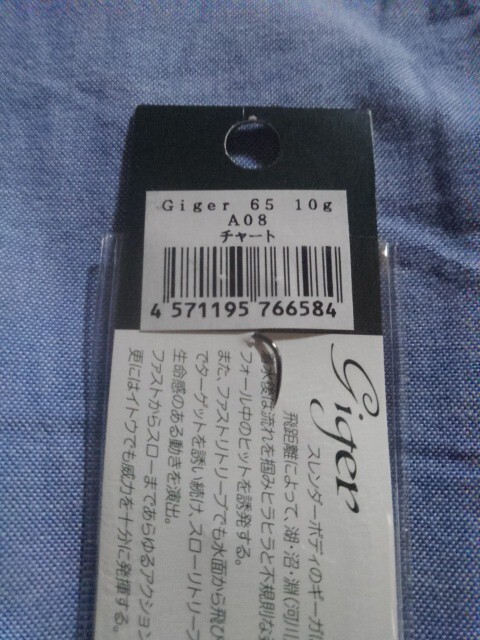 Giger 65 10g
A08
チャート
4 571195 766584
Giger
スレンダーボディのギーガ
飛距離によって、湖・沼・淵(河川
水後は流れを掴みヒラヒラと不規則な
フォール中のヒットを誘発する。
また、ファストリトリーブでも水面から飛び
でターゲットを誘い続け、スローリトリーブ
生命感のある動きを演出。
ファストからスローまであらゆるアクション
更にはイトウでも威力を十分に発揮する。